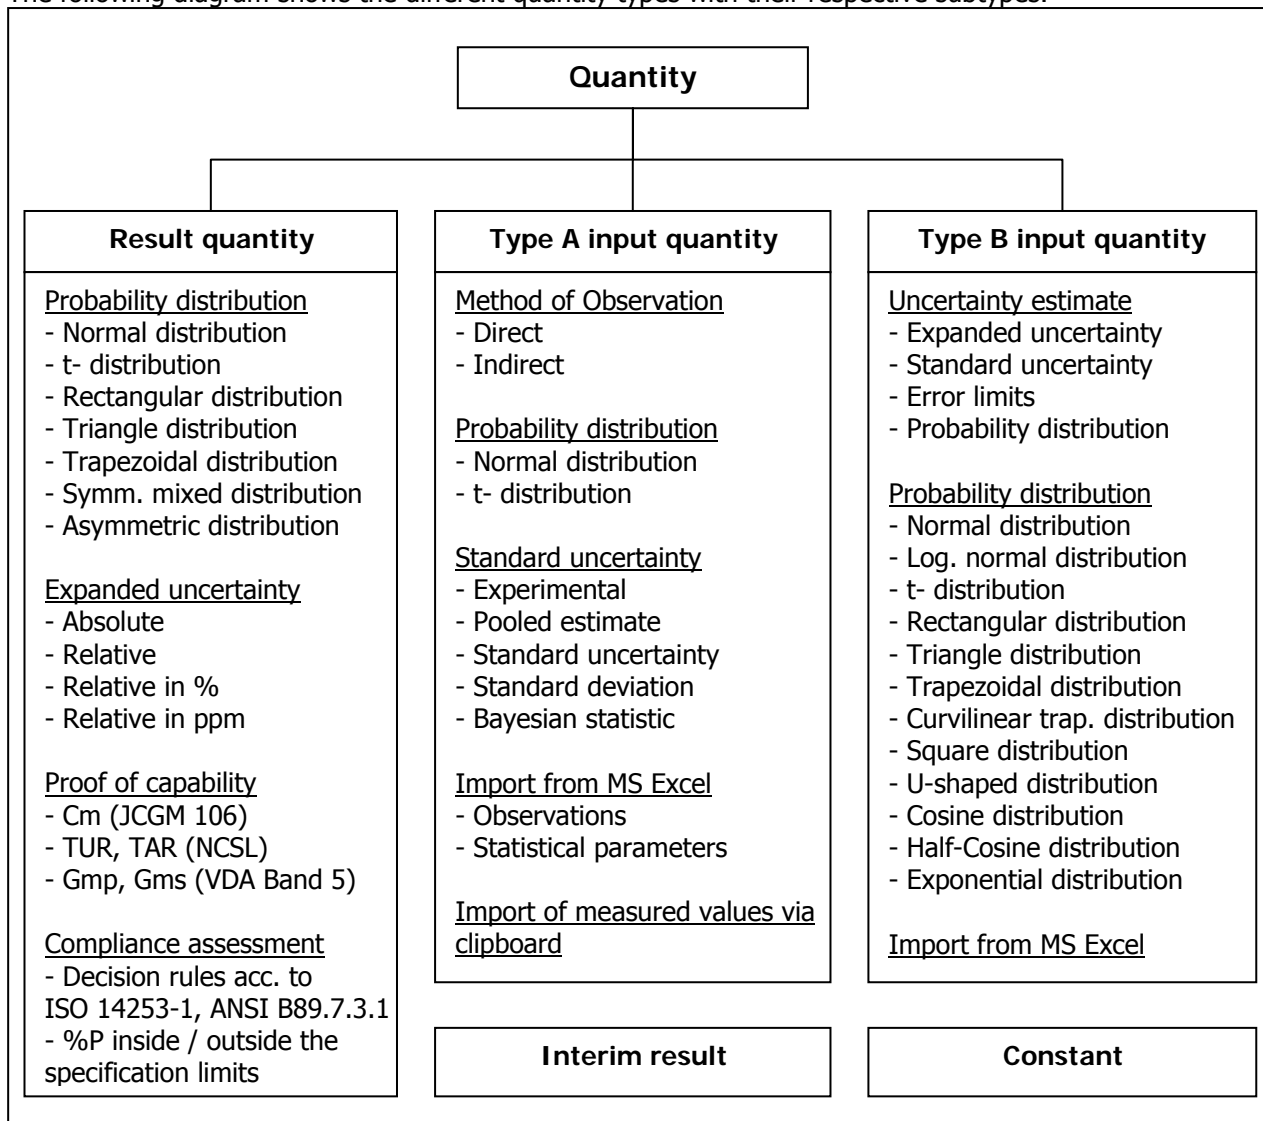 The following diagram shows the different quantity types with their respective subtypes.
Quantity
Result quantity
Probability distribution
- Normal distribution
- t- distribution
- Rectangular distribution
- Triangle distribution
- Trapezoidal distribution
- Symm. mixed distribution
- Asymmetric distribution
Expanded uncertainty
- Absolute
- Relative
- Relative in %
- Relative in ppm
Proof of capability
- Cm (JCGM 106)
- TUR, TAR (NCSL)
- Gmp, Gms (VDA Band 5)
Compliance assessment
- Decision rules acc. to
ISO 14253-1, ANSI B89.7.3.1
- %P inside / outside the
specification limits
Type A input quantity
Method of Observation
- Direct
- Indirect
Probability distribution
- Normal distribution
- t- distribution
Standard uncertainty
- Experimental
- Pooled estimate
- Standard uncertainty
- Standard deviation
- Bayesian statistic
Import from MS Excel
- Observations
- Statistical parameters
Import of measured values via
clipboard
Interim result
Type B input quantity
Uncertainty estimate
- Expanded uncertainty
- Standard uncertainty
- Error limits
- Probability distribution
Probability distribution
- Normal distribution
- Log. normal distribution
- t- distribution
- Rectangular distribution
- Triangle distribution
- Trapezoidal distribution
- Curvilinear trap. distribution
- Square distribution
- U-shaped distribution
- Cosine distribution
- Half-Cosine distribution
- Exponential distribution
Import from MS Excel
Constant